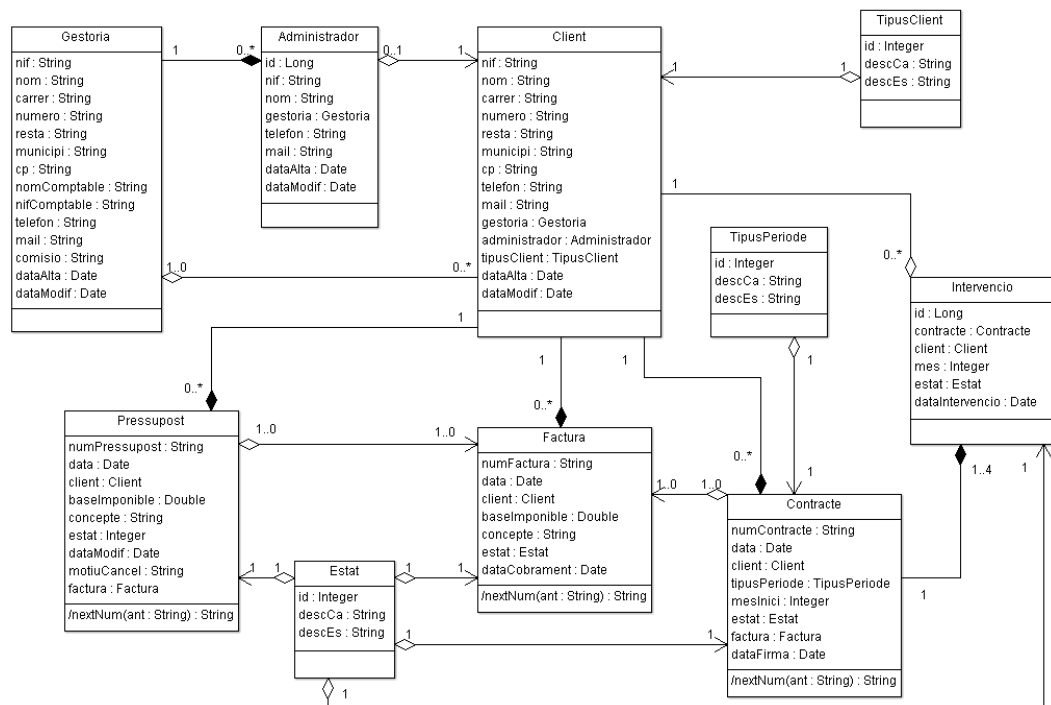 Gestoria
nif : String
nom : String
carrer : String
numero : String
resta : String
municipi : String
cp : String
nomComptable : String
nifComptable : String
telefon : String
mail : String
comisio : String
dataAlta : Date
dataModif : Date
1
0..*
Administrador
id : Long
nif : String
nom : String
gestoria : Gestoria
telefon : String
mail : String
dataAlta : Date
dataModif : Date
0..1
1
Client
nif : String
nom : String
carrer : String
numero : String
resta : String
municipi : String
cp : String
telefon : String
mail : String
gestoria : Gestoria
administrador : Administrador
tipusClient : TipusClient
dataAlta : Date
dataModif : Date
1
1
TipusClient
id : Integer
descCa : String
descEs : String
1..0
0..*
1
0..*
TipusPeriode
id : Integer
descCa : String
descEs : String
1
1
Intervencio
id : Long
contracte : Contracte
client : Client
mes : Integer
estat : Estat
dataIntervencio : Date
1
0..*
1
0..*
1
0..*
Pressupost
numPressupost : String
data : Date
client : Client
baseImponible : Double
concepte : String
estat : Integer
dataModif : Date
motiuCancel : String
factura : Factura
/nextNum(ant : String) : String
1..0
1..0
Factura
numFactura : String
data : Date
client : Client
baseImponible : Double
concepte : String
estat : Estat
dataCobrament : Date
/nextNum(ant : String) : String
1..0
1..0
Contracte
numContracte : String
data : Date
client : Client
tipusPeriode : TipusPeriode
mesInici : Integer
estat : Estat
factura : Factura
dataFirma : Date
/nextNum(ant : String) : String
1..4
1
1
Estat
id : Integer
descCa : String
descEs : String
1
1
1
1
1
1
1